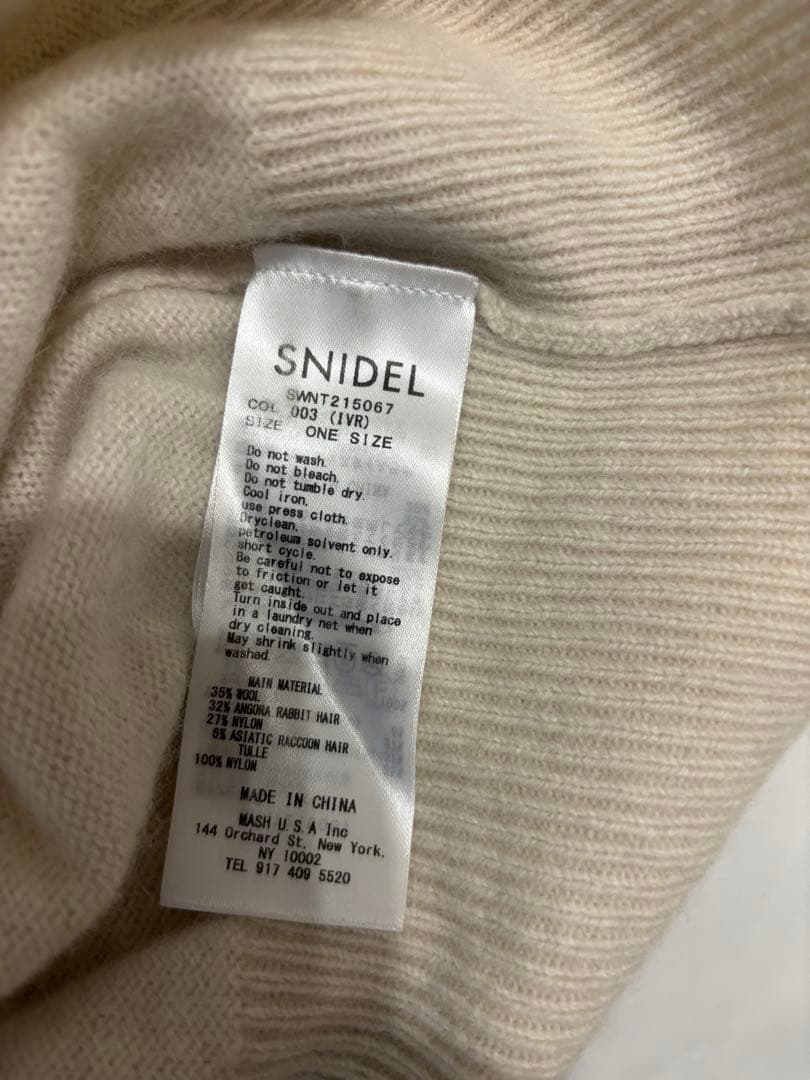 SNIDEL
SWNT215067
COL 003 (IVR)
SIZE ONE SIZE
Do not wash.
Do not bleach.
Do not tumble dry.
Cool iron,
use press cloth.
Dryclean,
petroleum solvent only.
short cycle.
Be careful not to expose
to friction or let it
get caught.
Turn inside out and place
in a laundry net when
dry cleaning.
May shrink slightly when
washed.
MAIN MATERIAL
35% WOOL
32% ANGORA RABBIT HAIR
27% NYLON
6% ASIATIC RACCOON HAIR
TULLE
100% NYLON
MADE IN CHINA
MASH U.S.A Inc
144 Orchard St, New York,
NY 10002
TEL 917 409 5520